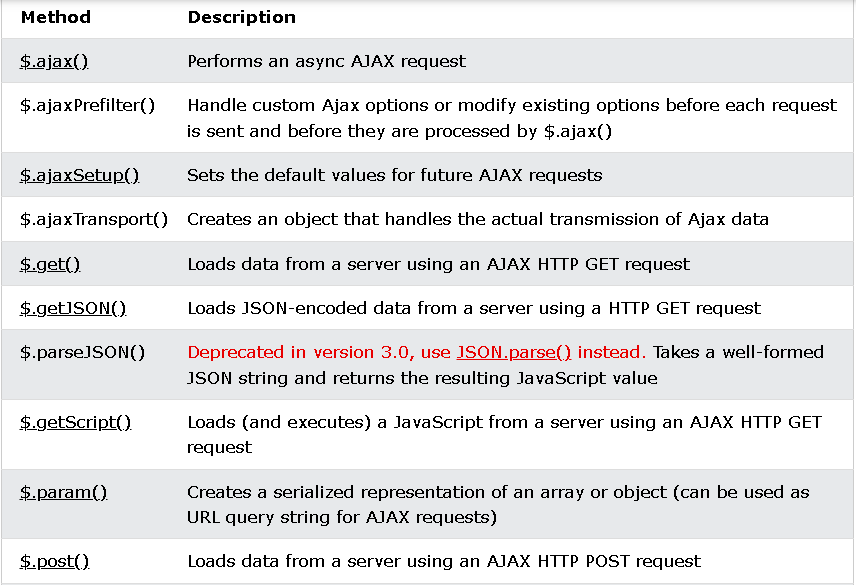 Method Description
$.ajax() Performs an async AJAX request
$.ajaxPrefilter() Handle custom Ajax options or modify existing options before each request
is sent and before they are processed by $.ajax()
$.ajaxSetup() Sets the default values for future AJAX requests
$.ajaxTransport() Creates an object that handles the actual transmission of Ajax data
$.get() Loads data from a server using an AJAX HTTP GET request
$.getJSON() Loads JSON-encoded data from a server using a HTTP GET request
$.parseJSON() Deprecated in version 3.0, use JSON.parse() instead. Takes a well-formed
JSON string and returns the resulting JavaScript value
$.getScript() Loads (and executes) a JavaScript from a server using an AJAX HTTP GET
request
$.param() Creates a serialized representation of an array or object (can be used as
URL query string for AJAX requests)
$.post() Loads data from a server using an AJAX HTTP POST request